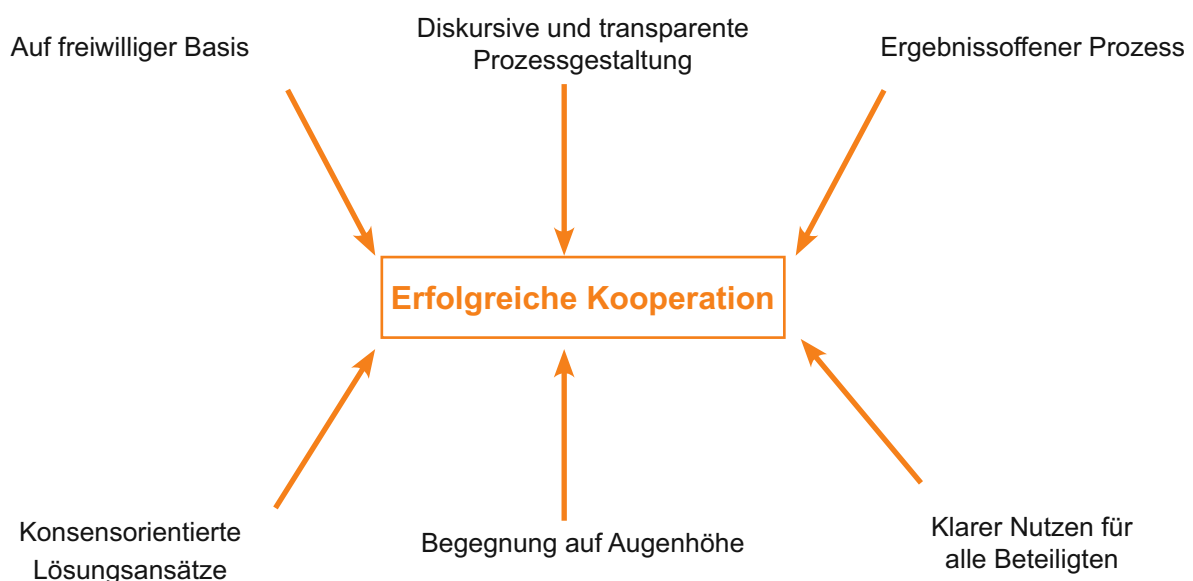 Auf freiwilliger Basis
Diskursive und transparente
Prozessgestaltung
Ergebnissoffener Prozess
Erfolgreiche Kooperation
Konsensorientierte
Lösungsansätze
Begegnung auf Augenhöhe
Klarer Nutzen für
alle Beteiligten